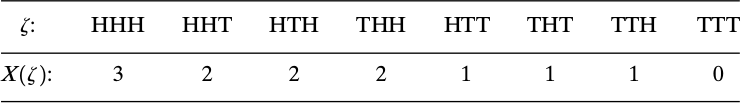 ζ: HHH HHT HTH THH HTT THT TTH TTT
X(ζ): 3 2 2 2 1 1 1 0